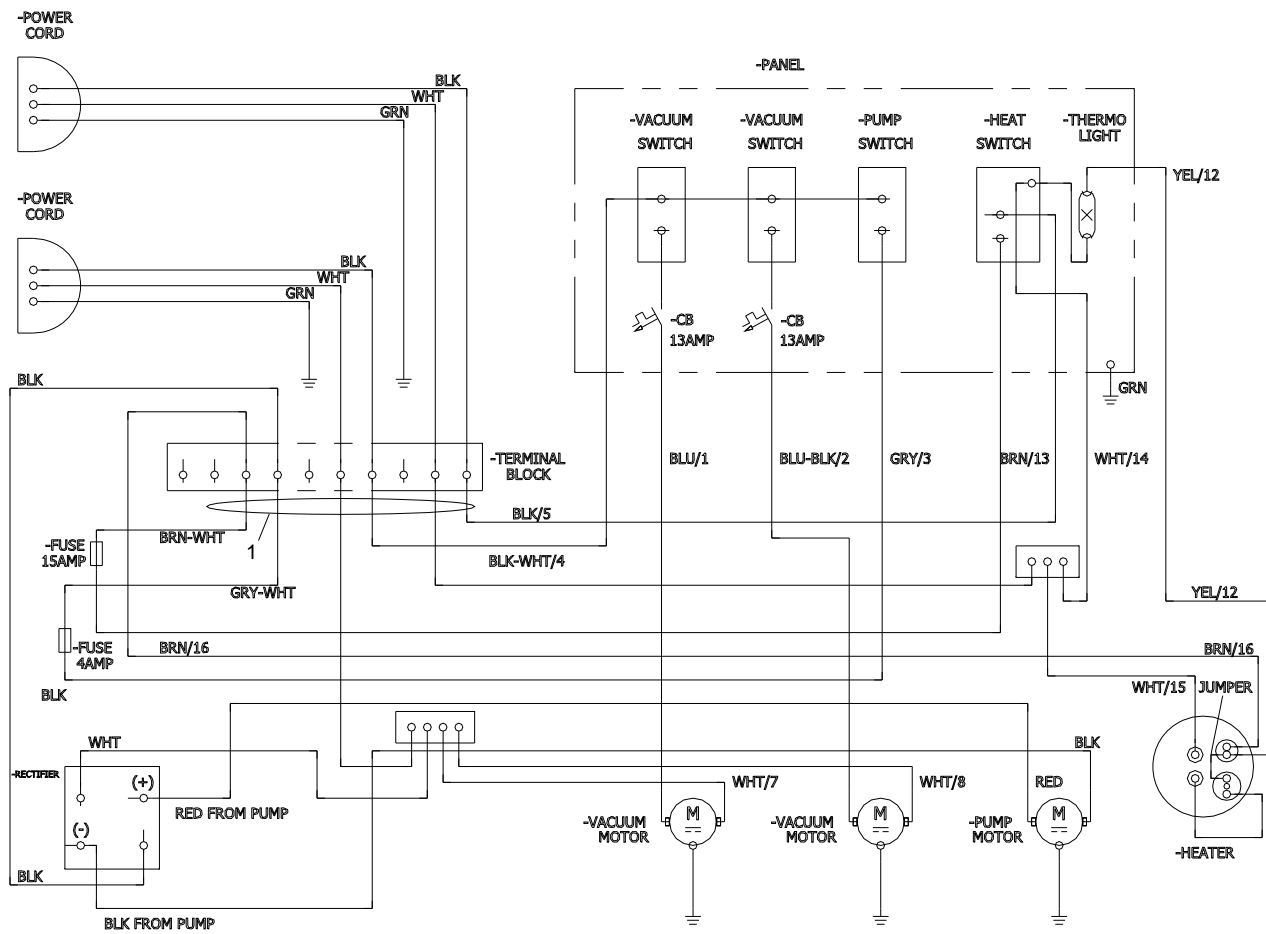 -POWER
CORD
BLK
WHT
GRN
-PANEL
-VACUUM
SWITCH
-VACUUM
SWITCH
-PUMP
SWITCH
-HEAT
SWITCH
-THERMO
LIGHT
YEL/12
-POWER
CORD
BLK
WHT
GRN
-CB
13AMP
-CB
13AMP
BLK
GRN
-TERMINAL
BLOCK
BLU/1
BLU-BLK/2
GRY/3
BRN/13
WHT/14
BLK/5
1
BRN-WHT
-FUSE
15AMP
BLK-WHT/4
GRY-WHT
YEL/12
-FUSE
4AMP
BRN/16
BRN/16
BLK
WHT/15
JUMPER
WHT
BLK
-RECTIFIER
(+)
RED FROM PUMP
WHT/7
WHT/8
RED
(-)
M
M
M
-VACUUM
MOTOR
-VACUUM
MOTOR
-PUMP
MOTOR
-HEATER
BLK
BLK FROM PUMP